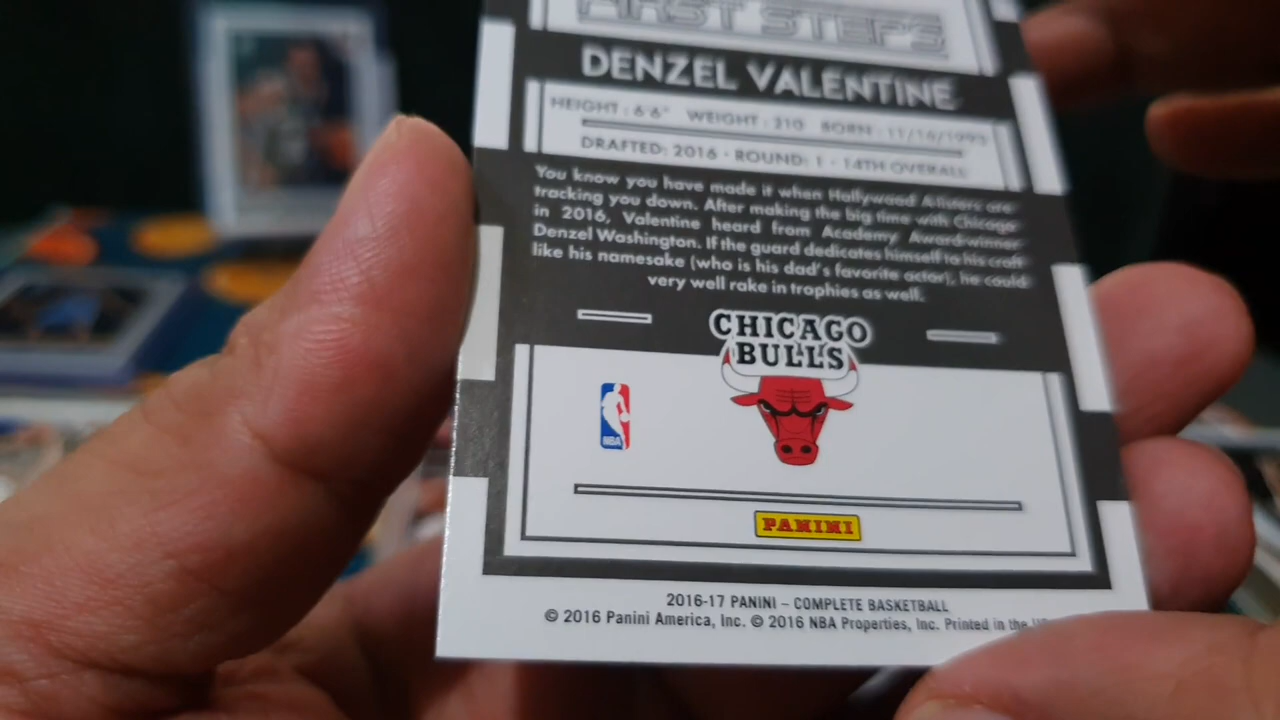 FIRST STEPS
DENZEL VALENTINE
HEIGHT : 6'6" WEIGHT : 210 BORN : 11/16/1993
DRAFTED: 2016 · ROUND: 1 · 14TH OVERALL
You know you have made it when Hollywood A-listers are
tracking you down. After making the big time with Chicago
in 2016, Valentine heard from Academy Award-winner
Denzel Washington. If the guard dedicates himself to his craft
like his namesake (who is his dad's favorite actor), he could
very well rake in trophies as well.
CHICAGO
BULLS
NBA
PANINI
2016-17 PANINI – COMPLETE BASKETBALL
© 2016 Panini America, Inc. © 2016 NBA Properties, Inc. Printed in the